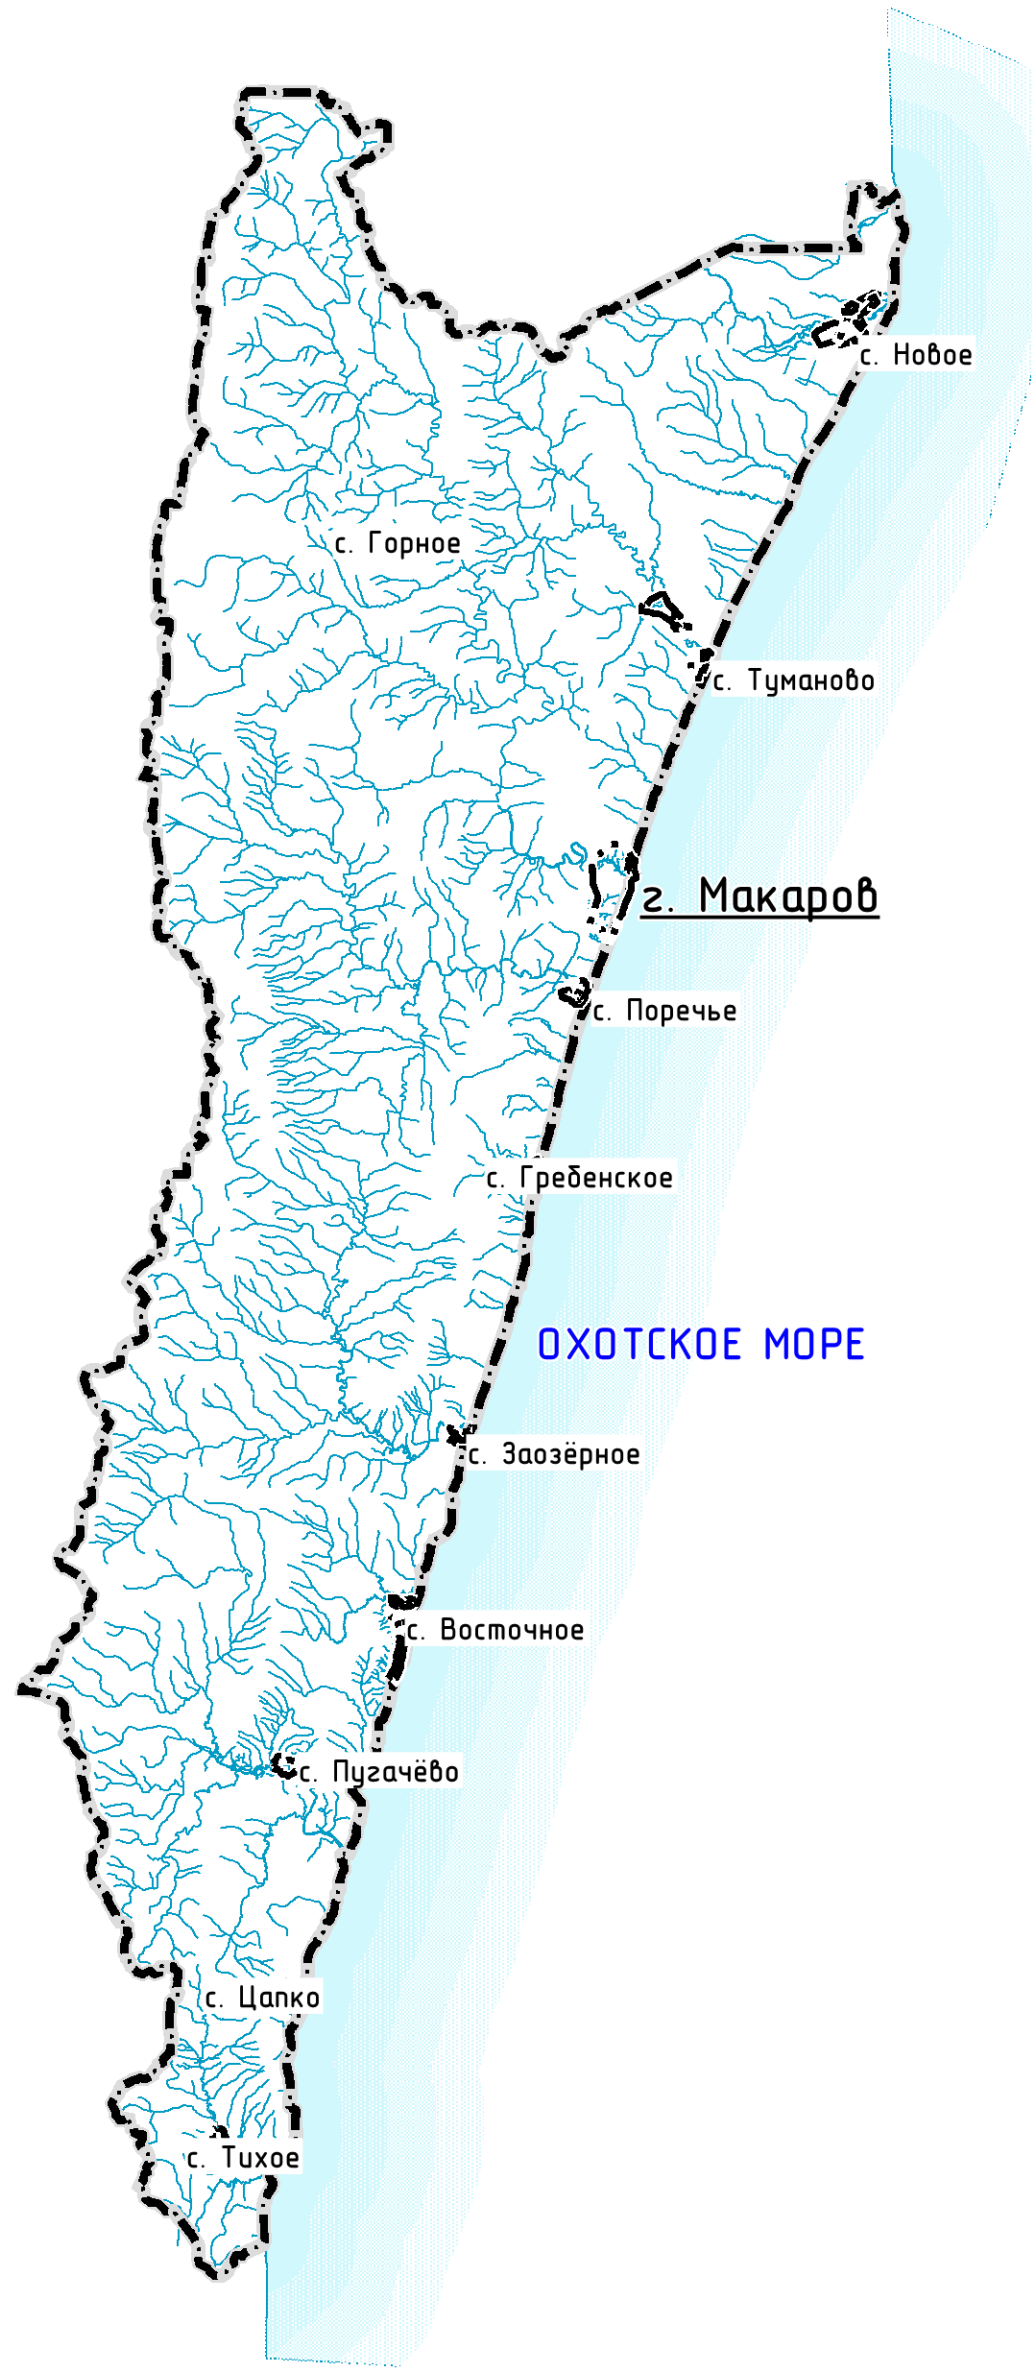 с. Новое
с. Горное
с. Туманово
г. Макаров
с. Поречье
с. Гребенское
ОХОТСКОЕ МОРЕ
с. Заозёрное
с. Восточное
с. Пугачёво
с. Цапко
с. Тихое